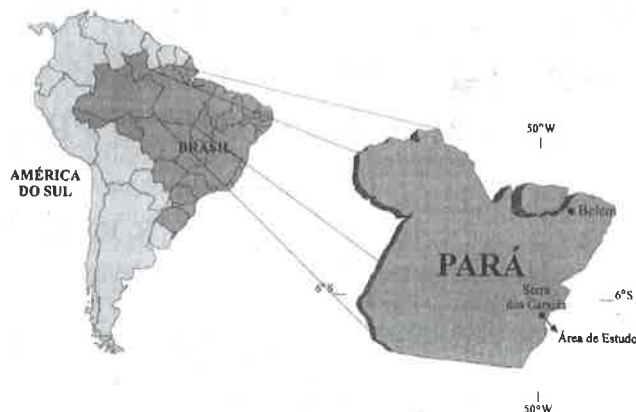 50°W
BRASIL
AMÉRICA
DO SUL
Belém
PARÁ
Serra
dos Carajás
6°S
6°S
Área de Estudo
50°W